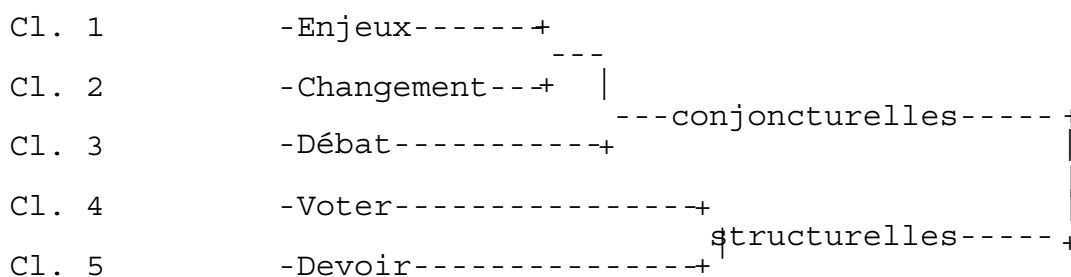 Cl. 1 -Enjeux-------+
---
Cl. 2 -Changement---+ |
---conjoncturelles-----+
Cl. 3 -Débat-----------+ |
|
Cl. 4 -Voter----------------+ |
structurelles-----+
Cl. 5 -Devoir---------------+